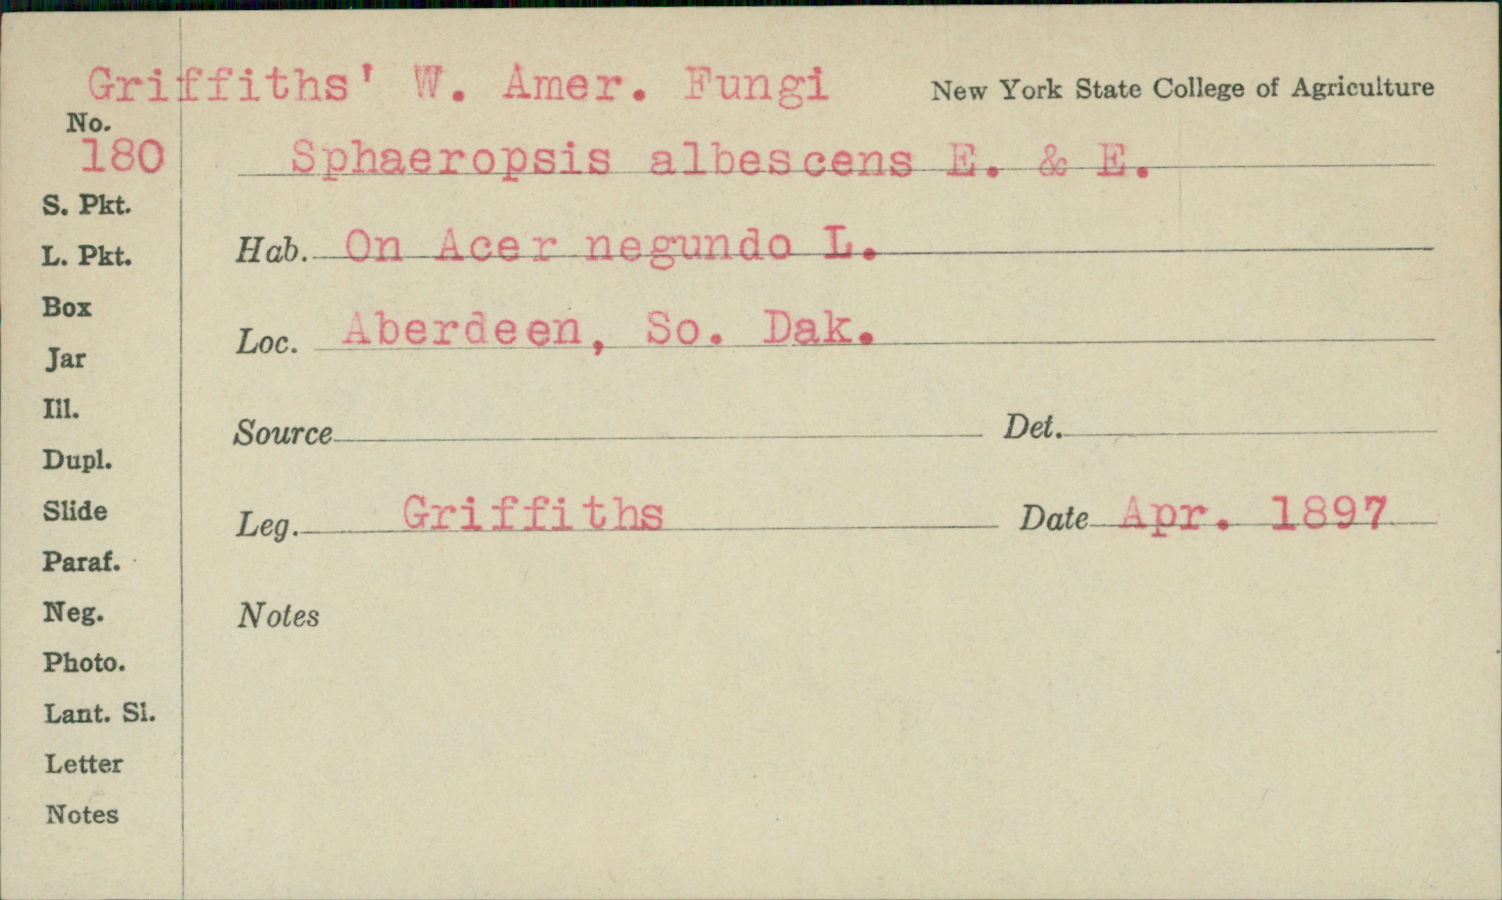 Griffiths' W. Amer. Fungi New York State College of Agriculture
No.
180 Sphaeropsis albescens E. & E.
S. Pkt.
Hab. On Acer negundo L.
L. Pkt.
Box
Loc. Aberdeen, So. Dak.
Jar
Ill.
Source Det.
Dupl.
Slide
Leg. Griffiths Date Apr. 1897
Paraf.
Neg.
Notes
Photo.
Lant. Sl.
Letter
Notes